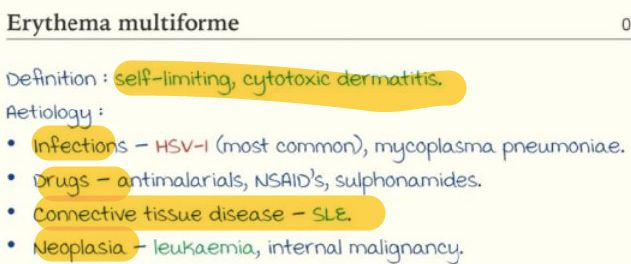 Erythema multiforme 0
Definition : self-limiting, cytotoxic dermatitis.
Aetiology :
• Infections – HSV-1 (most common), mycoplasma pneumoniae.
• Drugs – antimalarials, NSAID's, sulphonamides.
• Connective tissue disease – SLE.
• Neoplasia – leukaemia, internal malignancy.